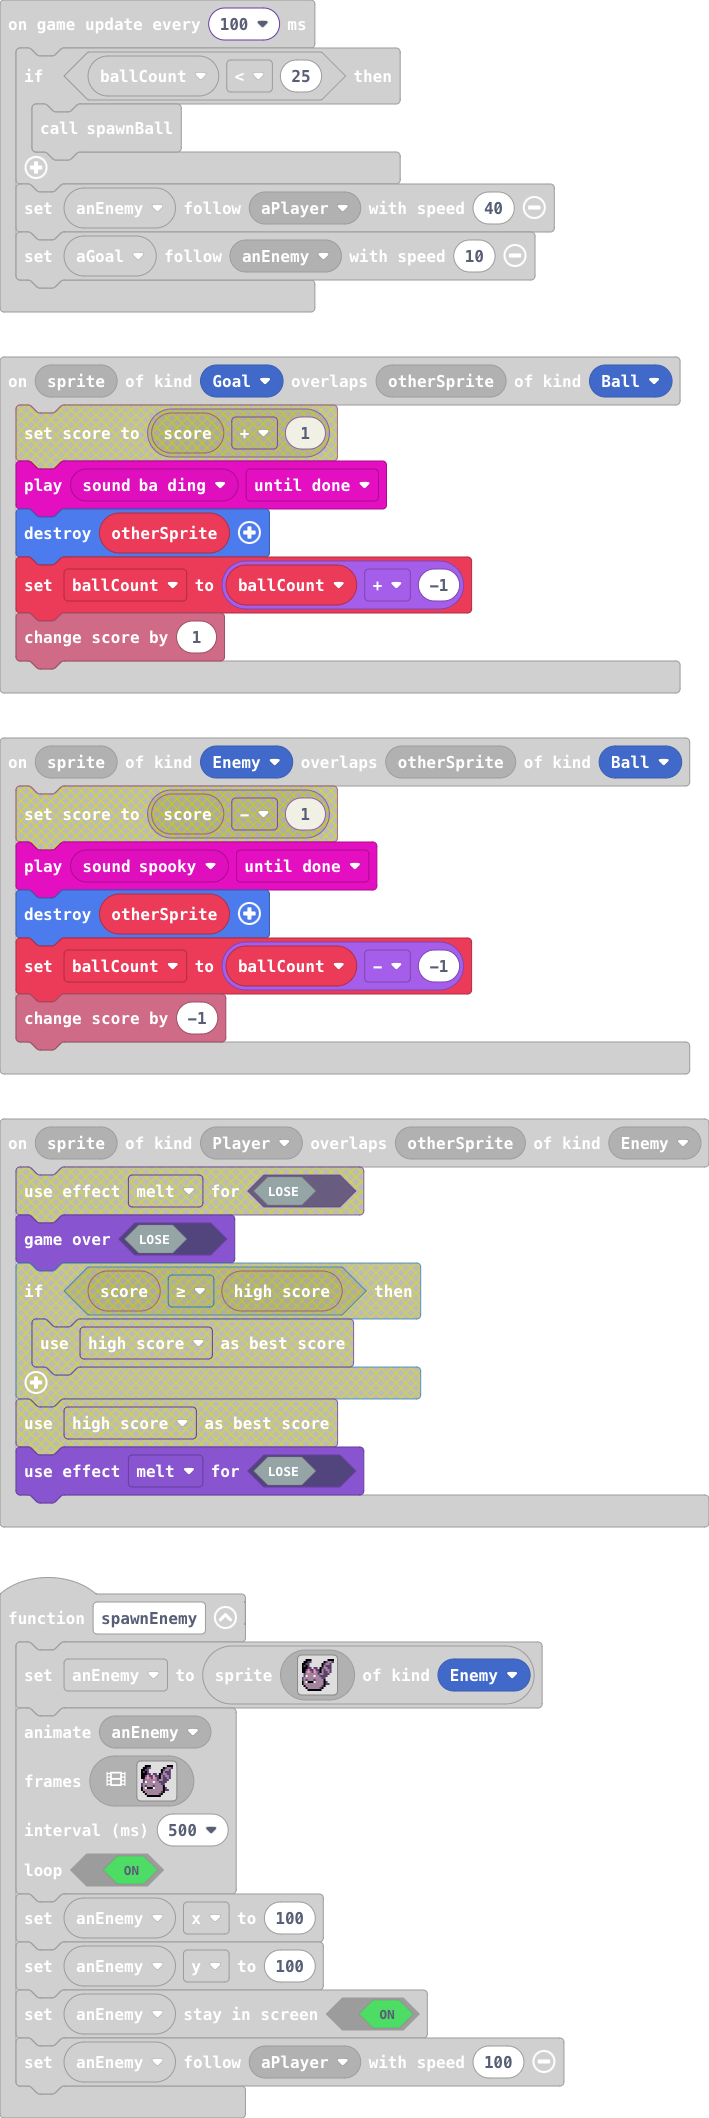 on game update every 100 ms
if ballCount < 25 then
call spawnBall
set anEnemy follow aPlayer with speed 40
set aGoal follow anEnemy with speed 10
on sprite of kind Goal overlaps otherSprite of kind Ball
set score to score + 1
play sound ba ding until done
destroy otherSprite
set ballCount to ballCount + -1
change score by 1
on sprite of kind Enemy overlaps otherSprite of kind Ball
set score to score - 1
play sound spooky until done
destroy otherSprite
set ballCount to ballCount - -1
change score by -1
on sprite of kind Player overlaps otherSprite of kind Enemy
use effect melt for LOSE
game over LOSE
if score ≥ high score then
use high score as best score
use high score as best score
use effect melt for LOSE
function spawnEnemy
set anEnemy to sprite of kind Enemy
animate anEnemy
frames
interval (ms) 500
loop ON
set anEnemy x to 100
set anEnemy y to 100
set anEnemy stay in screen ON
set anEnemy follow aPlayer with speed 100